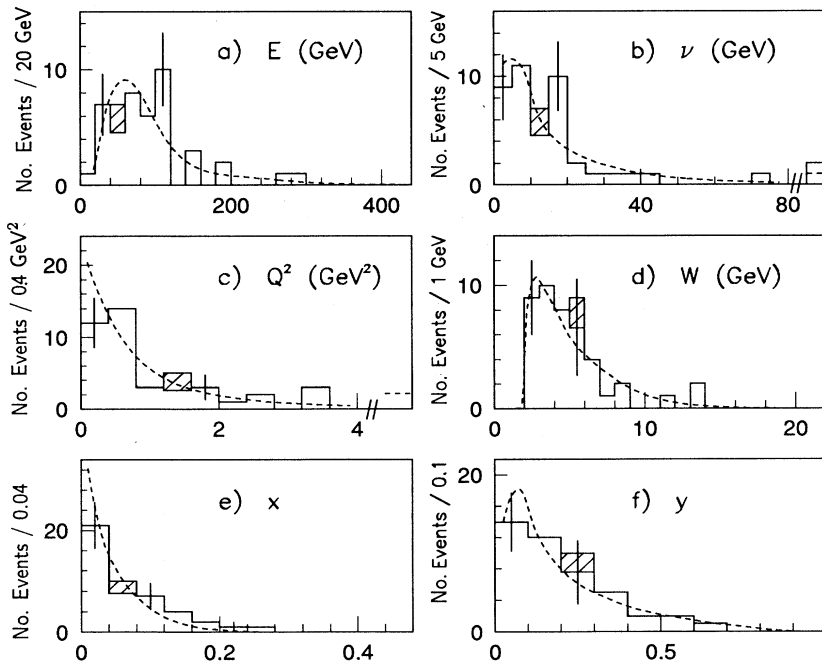 No. Events / 20 GeV
a) E (GeV)
10
0
0
200
400
No. Events / 5 GeV
b) ν (GeV)
10
0
0
40
80
No. Events / 0.4 GeV²
c) Q² (GeV²)
20
10
0
0
2
4
No. Events / 1 GeV
d) W (GeV)
10
0
0
10
20
No. Events / 0.04
e) x
20
0
0
0.2
0.4
No. Events / 0.1
f) y
20
10
0
0
0.5